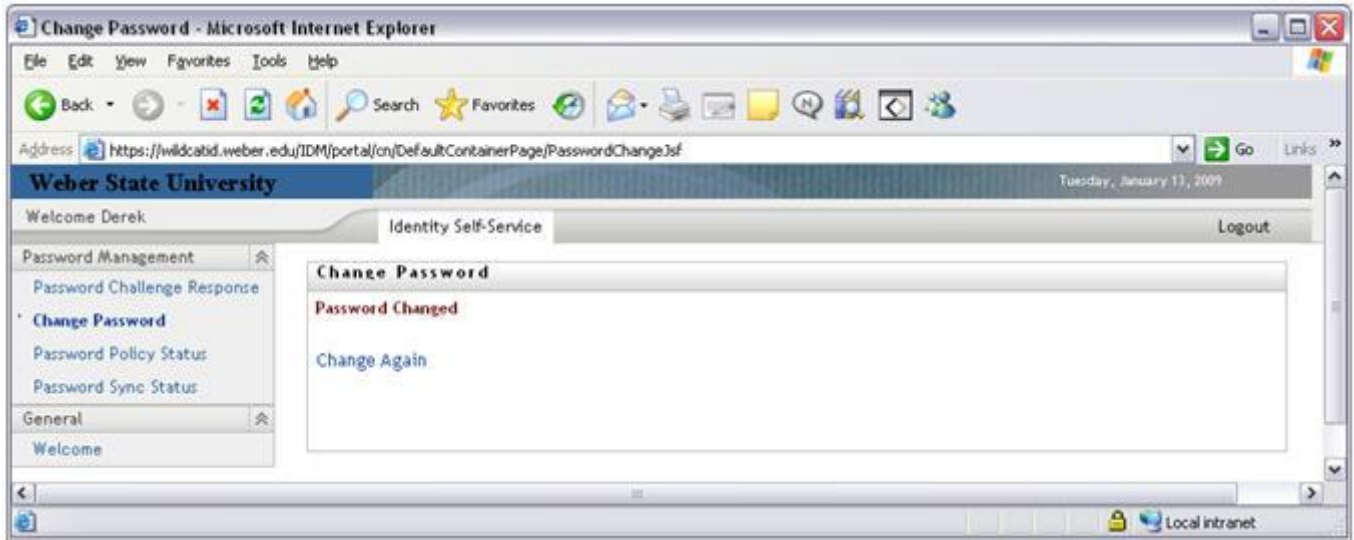 Change Password - Microsoft Internet Explorer
File Edit View Favorites Tools Help
Back Search Favorites
Address https://wildcatid.weber.edu/IDM/portal/cn/DefaultContainerPage/PasswordChangeJsf Go Links »
Weber State University Tuesday, January 13, 2009
Welcome Derek Identity Self-Service Logout
Password Management
Password Challenge Response
Change Password
Password Policy Status
Password Sync Status
General
Welcome
Change Password
Password Changed
Change Again
Local intranet